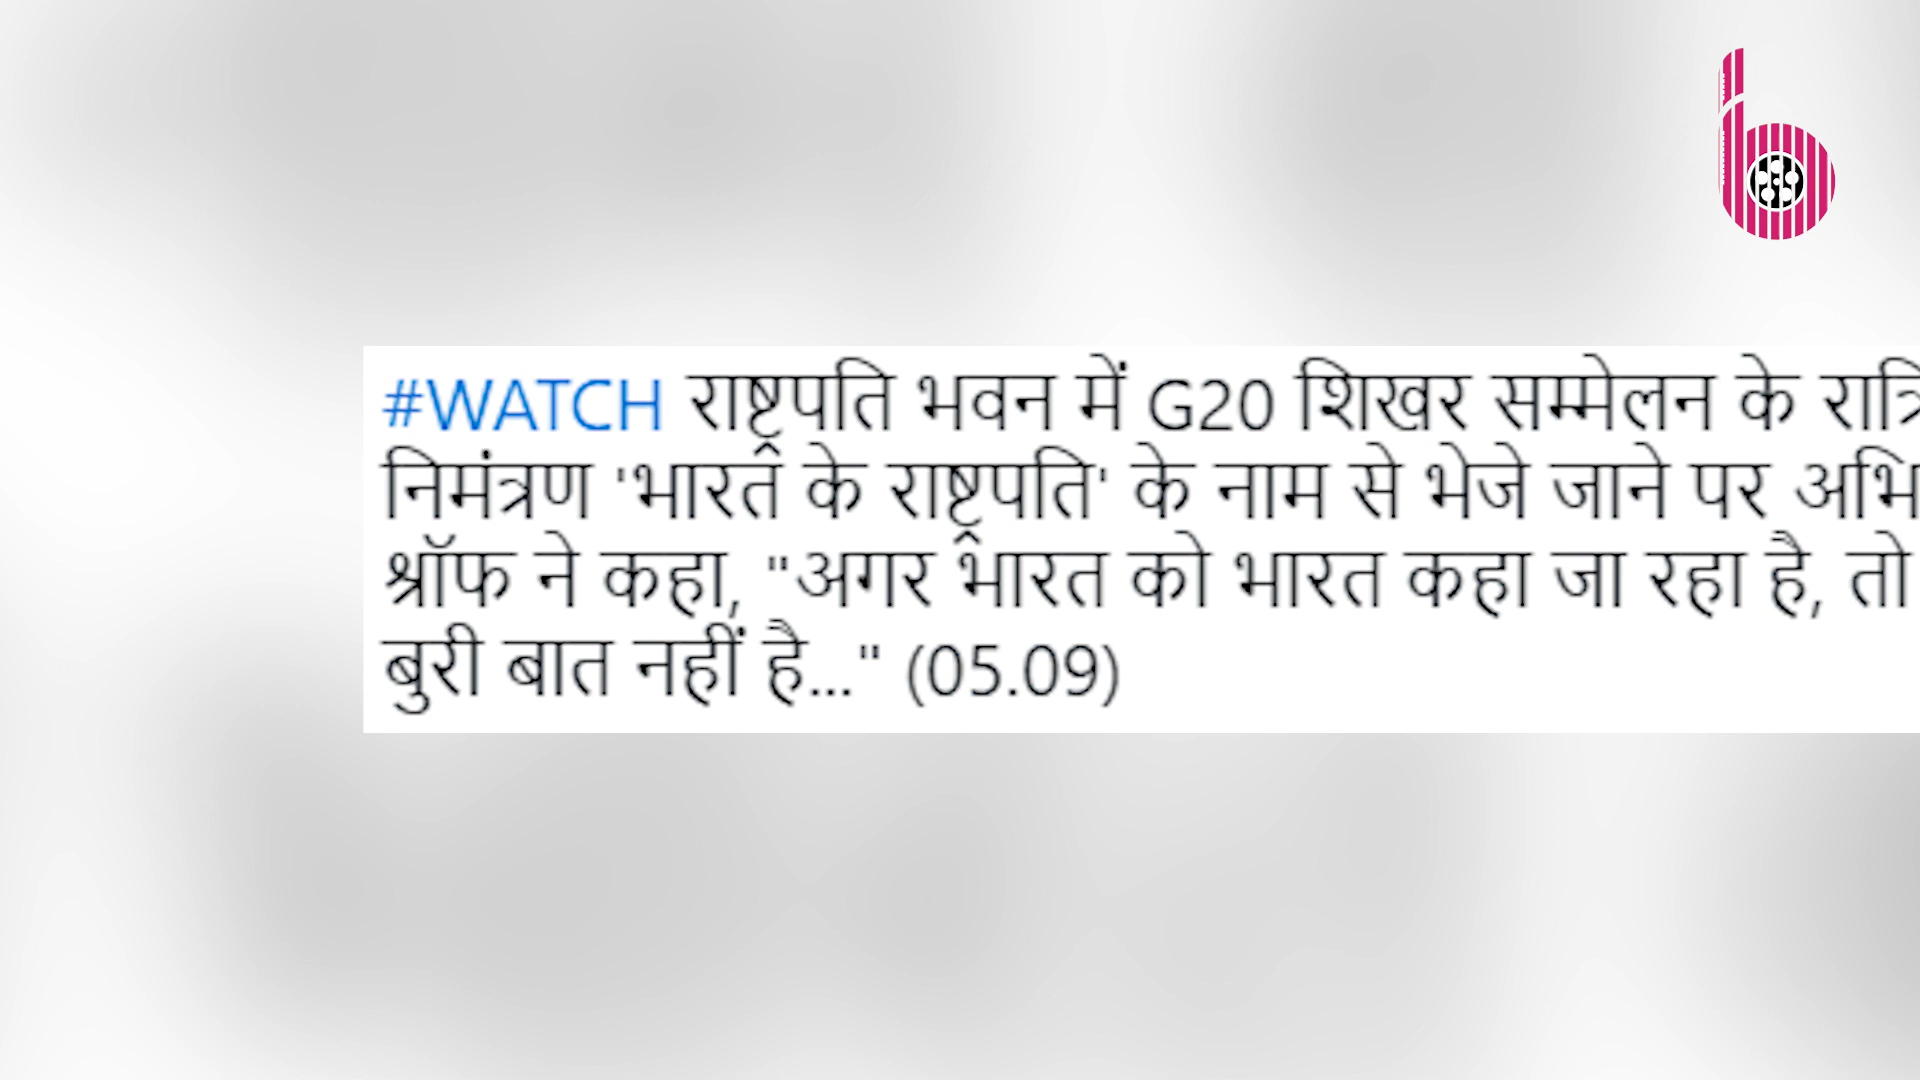 #WATCH राष्ट्रपति भवन में G20 शिखर सम्मेलन के
निमंत्रण 'भारत के राष्ट्रपति' के नाम से भेजे जाने पर
श्रॉफ ने कहा, "अगर भारत को भारत कहा जा रहा है, तो
बुरी बात नहीं है..." (05.09)